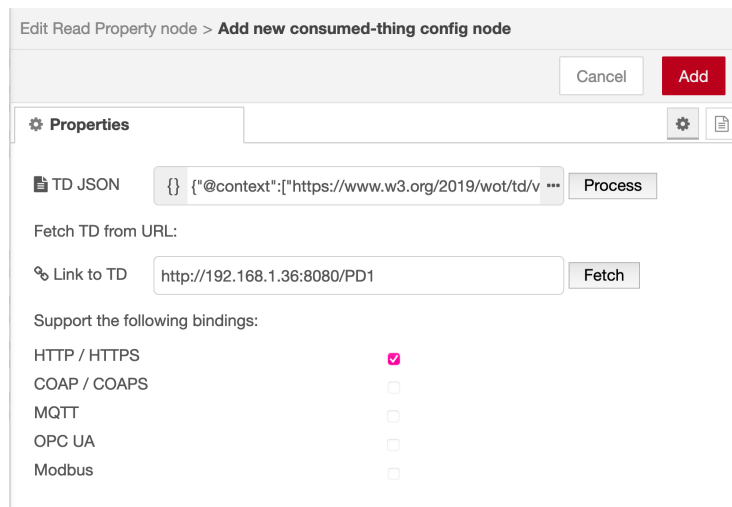 Edit Read Property node > Add new consumed-thing config node
Cancel Add
Properties
TD JSON {} {"@context":["https://www.w3.org/2019/wot/td/v ••• Process
Fetch TD from URL:
Link to TD http://192.168.1.36:8080/PD1 Fetch
Support the following bindings:
HTTP / HTTPS
COAP / COAPS
MQTT
OPC UA
Modbus